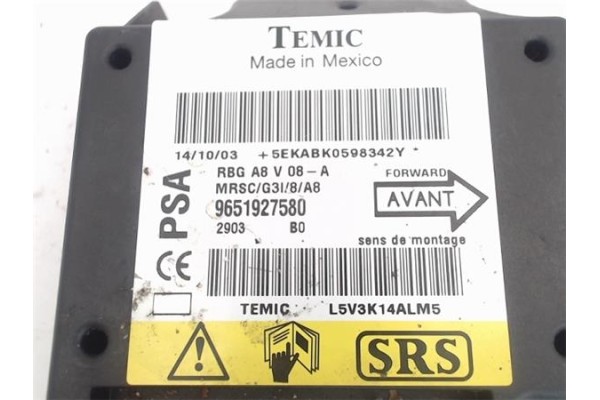 TEMIC
Made in Mexico
14/10/03 +5EKABK0598342Y*
PSA
RBG A8 V 08-A
MRSC/G3I/8/A8
9651927580
2903 B0
FORWARD
AVANT
sens de montage
CE
TEMIC L5V3K14ALM5
SRS